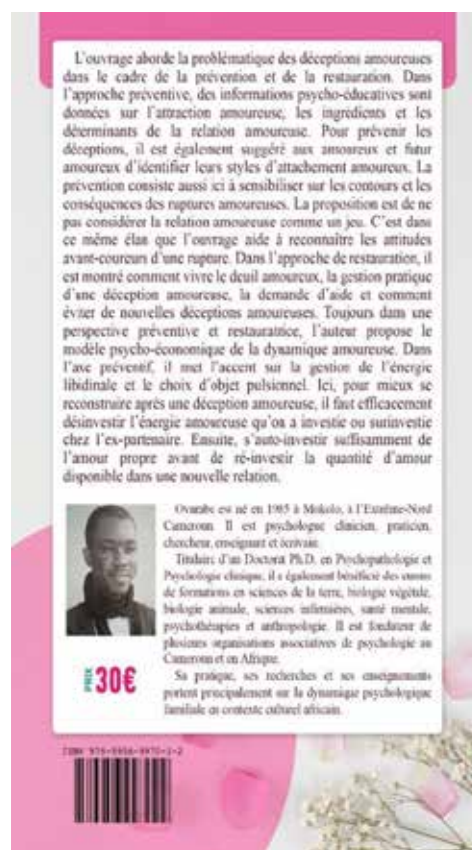 L'ouvrage aborde la problématique des déceptions amoureuses
dans le cadre de la prévention et de la restauration. Dans
l'approche préventive, des informations psycho-éducatives sont
données sur l'attraction amoureuse, les ingrédients et les
déterminants de la relation amoureuse. Pour prévenir les
déceptions, il est également suggéré aux amoureux et futur
amoureux d'identifier leurs styles d'attachement amoureux. La
prévention consiste aussi ici à sensibiliser sur les contours et les
conséquences des ruptures amoureuses. La proposition est de ne
pas considérer la relation amoureuse comme un jeu. C'est dans
ce même élan que l'ouvrage aide à reconnaître les attitudes
avant-coureurs d'une rupture. Dans l'approche de restauration, il
est montré comment vivre le deuil amoureux, la gestion pratique
d'une déception amoureuse, la demande d'aide et comment
éviter de nouvelles déceptions amoureuses. Toujours dans une
perspective préventive et restauratrice, l'auteur propose le
modèle psycho-économique de la dynamique amoureuse. Dans
l'axe préventif, il met l'accent sur la gestion de l'énergie
libidinale et le choix d'objet pulsionnel. Ici, pour mieux se
reconstruire après une déception amoureuse, il faut efficacement
désinvestir l'énergie amoureuse qu'on a investie ou surinvestie
chez l'ex-partenaire. Ensuite, s'auto-investir suffisamment de
l'amour propre avant de ré-investir la quantité d'amour
disponible dans une nouvelle relation.
est né en 1985 à Mokolo, à l'Extrême-Nord
Cameroun. Il est psychologue clinicien, praticien,
chercheur, enseignant et écrivain.
Titulaire d'un Doctorat Ph.D. en Psychopathologie et
Psychologie clinique, il a également bénéficié des
de formations en sciences de la terre, biologie végétale,
biologie animale, sciences infirmières, santé mentale,
psychothérapies et anthropologie. Il est fondateur de
plusieurs organisations associatives de psychologie au
Cameroun et en Afrique.
Sa pratique, ses recherches et ses enseignements
portent principalement sur la dynamique psychologique
familiale en contexte culturel africain.
PRIX 30€
ISBN